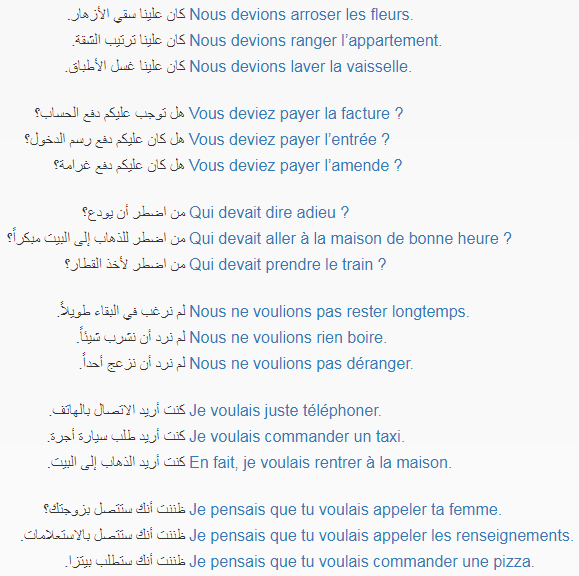 كان علينا سقي الأزهار. Nous devions arroser les fleurs.
كان علينا ترتيب الشقة. Nous devions ranger l’appartement.
كان علينا غسل الأطباق. Nous devions laver la vaisselle.
هل توجب عليكم دفع الحساب؟ Vous deviez payer la facture ?
هل كان عليكم دفع رسم الدخول؟ Vous deviez payer l’entrée ?
هل كان عليكم دفع غرامة؟ Vous deviez payer l’amende ?
من اضطر أن يودع؟ Qui devait dire adieu ?
من اضطر للذهاب إلى البيت مبكراً؟ Qui devait aller à la maison de bonne heure ?
من اضطر لأخذ القطار؟ Qui devait prendre le train ?
لم نرغب في البقاء طويلاً. Nous ne voulions pas rester longtemps.
لم نرد أن نشرب شيئاً. Nous ne voulions rien boire.
لم نرد أن نزعج أحداً. Nous ne voulions pas déranger.
كنت أريد الاتصال بالهاتف. Je voulais juste téléphoner.
كنت أريد طلب سيارة أجرة. Je voulais commander un taxi.
كنت أريد الذهاب إلى البيت. En fait, je voulais rentrer à la maison.
ظننت أنك ستتصل بزوجتك؟ Je pensais que tu voulais appeler ta femme.
ظننت أنك ستتصل بالاستعلامات. Je pensais que tu voulais appeler les renseignements.
ظننت أنك ستطلب بيتزا. Je pensais que tu voulais commander une pizza.